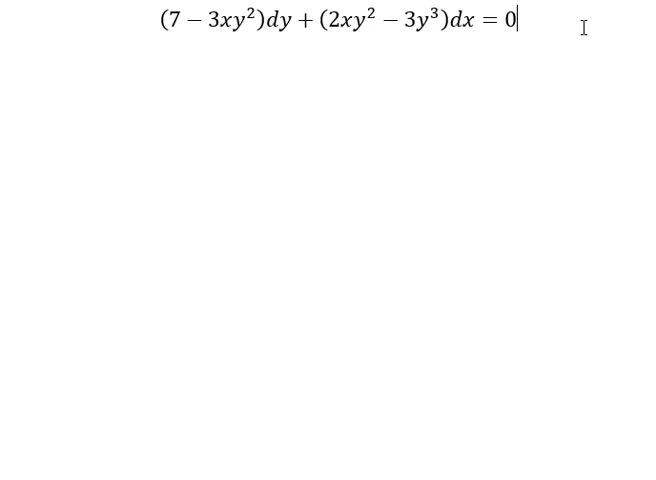 (7 − 3xy²)dy + (2xy² − 3y³)dx = 0